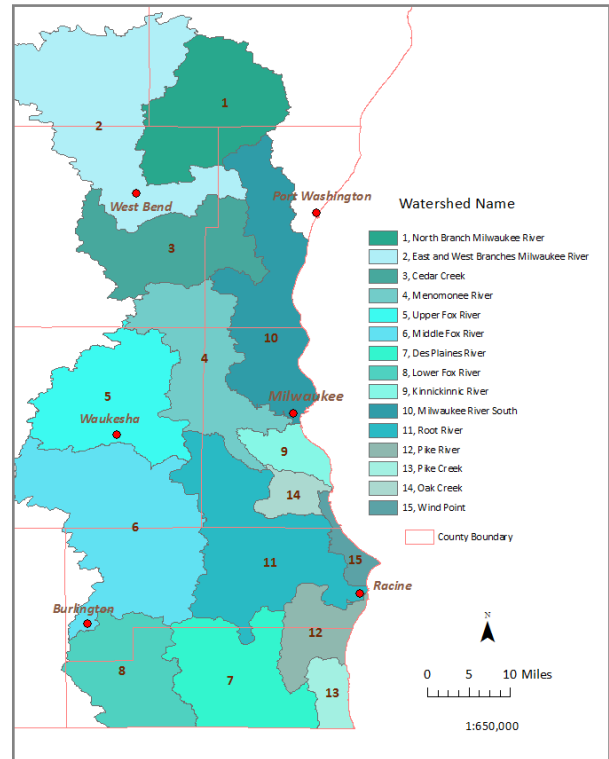 1
2
Port Washington
West Bend
3
10
4
Milwaukee
5
Waukesha
9
14
6
11
15
Racine
Burlington
12
8
7
13
Watershed Name
1, North Branch Milwaukee River
2, East and West Branches Milwaukee River
3, Cedar Creek
4, Menomonee River
5, Upper Fox River
6, Middle Fox River
7, Des Plaines River
8, Lower Fox River
9, Kinnickinnic River
10, Milwaukee River South
11, Root River
12, Pike River
13, Pike Creek
14, Oak Creek
15, Wind Point
County Boundary
N
0 5 10 Miles
1:650,000